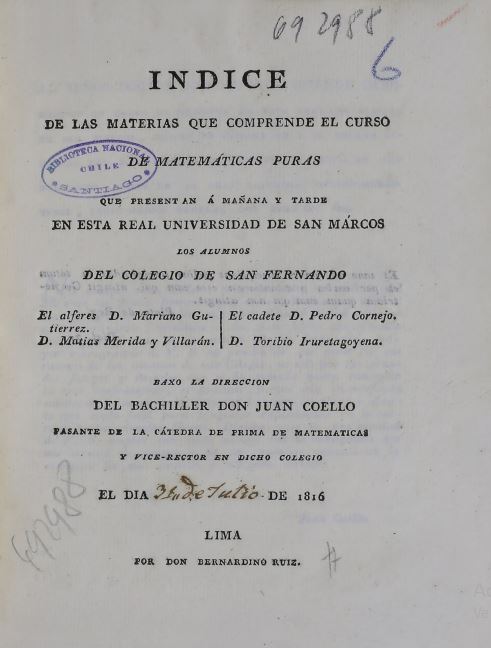 692988
6
INDICE
DE LAS MATERIAS QUE COMPRENDE EL CURSO
DE MATEMÁTICAS PURAS
BIBLIOTECA NACIONAL
CHILE
SANTIAGO
QUE PRESENTAN Á MAÑANA Y TARDE
EN ESTA REAL UNIVERSIDAD DE SAN MÁRCOS
LOS ALUMNOS
DEL COLEGIO DE SAN FERNANDO
El alferes D. Mariano Gu- El cadete D. Pedro Cornejo.
tierrez.
D. Matias Merida y Villarán. D. Toribio Iruretagoyena.
BAXO LA DIRECCION
DEL BACHILLER DON JUAN COELLO
PASANTE DE LA CÁTEDRA DE PRIMA DE MATEMATICAS
Y VICE-RECTOR EN DICHO COLEGIO
EL DIA de Julio DE 1816
692988
LIMA
POR DON BERNARDINO RUIZ.
#